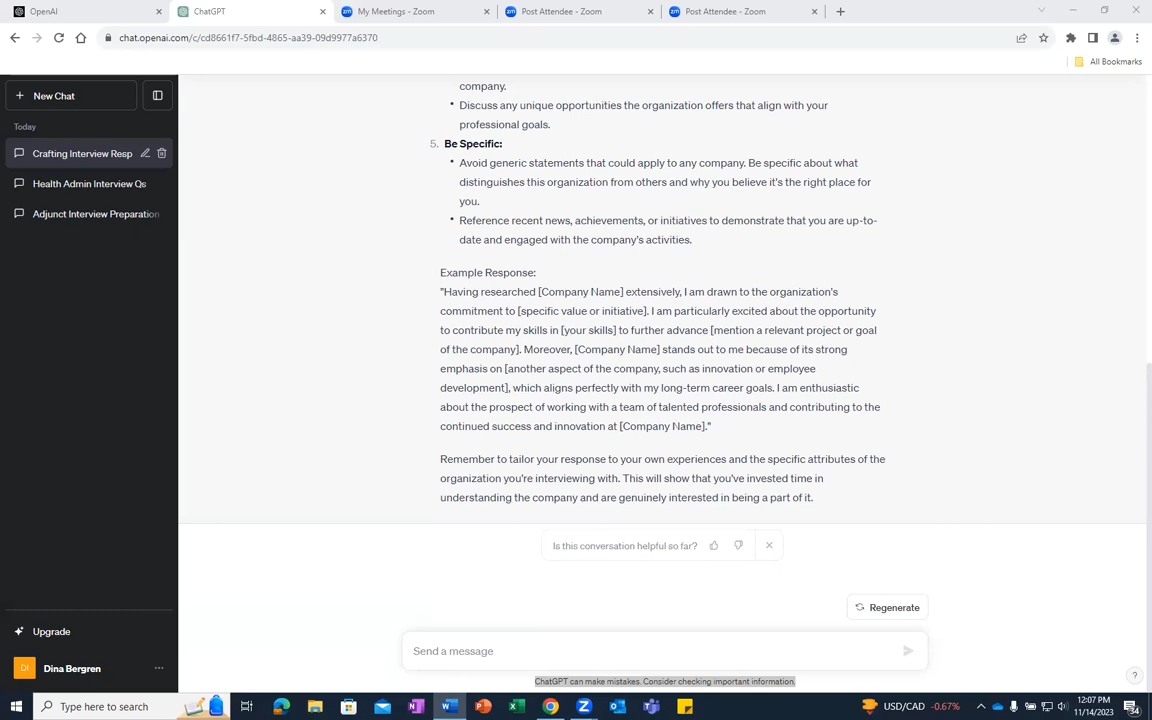 OpenAI
ChatGPT
My Meetings - Zoom
Post Attendee - Zoom
Post Attendee - Zoom
chat.openai.com/c/cd8661f7-5fbd-4865-aa39-09d9977a6370
All Bookmarks
New Chat
Today
Crafting Interview Resp
Health Admin Interview Qs
Adjunct Interview Preparation
company.
• Discuss any unique opportunities the organization offers that align with your
professional goals.
5. Be Specific:
• Avoid generic statements that could apply to any company. Be specific about what
distinguishes this organization from others and why you believe it's the right place for
you.
• Reference recent news, achievements, or initiatives to demonstrate that you are up-to-
date and engaged with the company's activities.
Example Response:
"Having researched [Company Name] extensively, I am drawn to the organization's
commitment to [specific value or initiative]. I am particularly excited about the opportunity
to contribute my skills in [your skills] to further advance [mention a relevant project or goal
of the company]. Moreover, [Company Name] stands out to me because of its strong
emphasis on [another aspect of the company, such as innovation or employee
development], which aligns perfectly with my long-term career goals. I am enthusiastic
about the prospect of working with a team of talented professionals and contributing to the
continued success and innovation at [Company Name]."
Remember to tailor your response to your own experiences and the specific attributes of the
organization you're interviewing with. This will show that you've invested time in
understanding the company and are genuinely interested in being a part of it.
Is this conversation helpful so far?
Regenerate
Send a message
ChatGPT can make mistakes. Consider checking important information.
?
Upgrade
DI
Dina Bergren
Type here to search
USD/CAD -0.67%
12:07 PM
11/14/2023
34